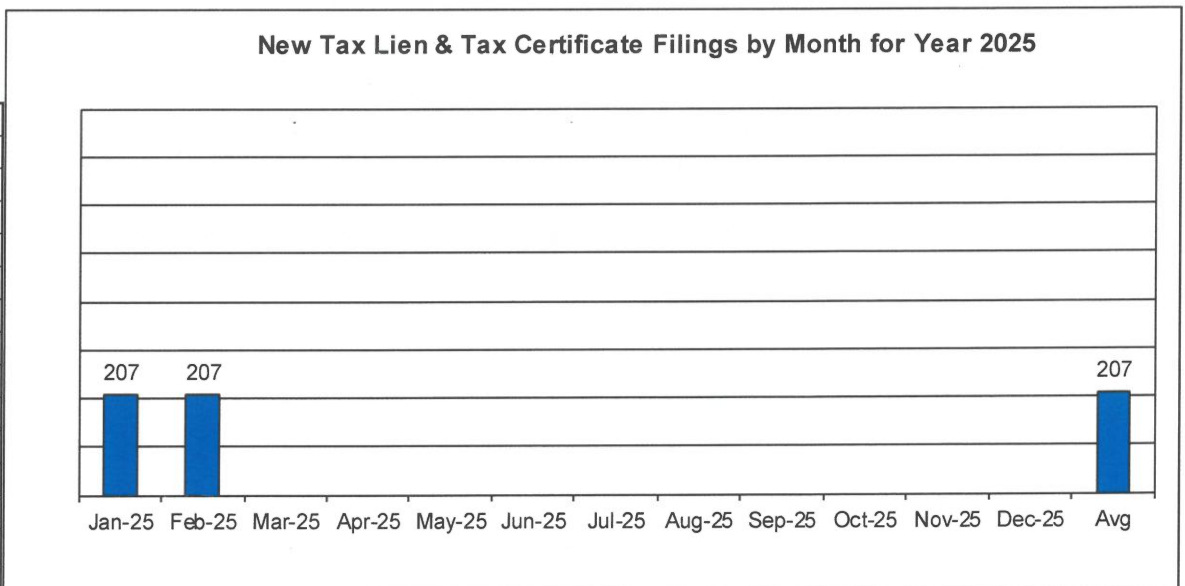 New Tax Lien & Tax Certificate Filings by Month for Year 2025
207 207 207
Jan-25 Feb-25 Mar-25 Apr-25 May-25 Jun-25 Jul-25 Aug-25 Sep-25 Oct-25 Nov-25 Dec-25 Avg